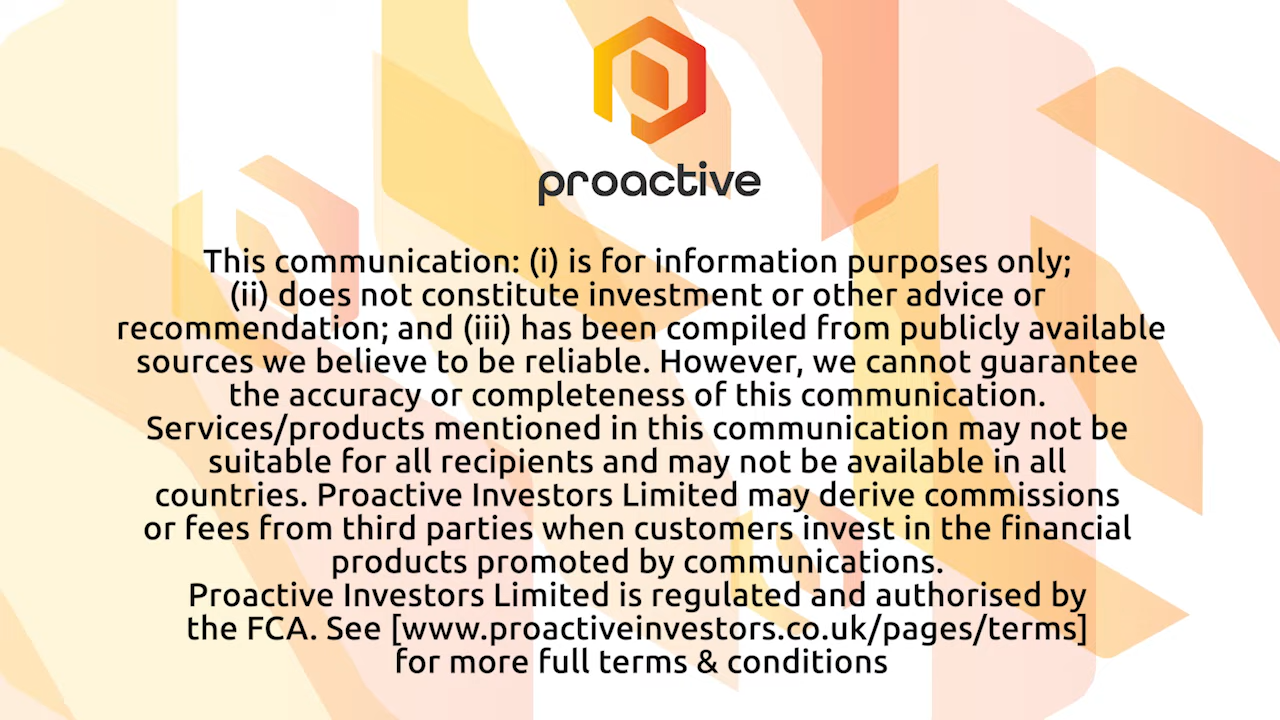 proactive
This communication: (i) is for information purposes only;
(ii) does not constitute investment or other advice or
recommendation; and (iii) has been compiled from publicly available
sources we believe to be reliable. However, we cannot guarantee
the accuracy or completeness of this communication.
Services/products mentioned in this communication may not be
suitable for all recipients and may not be available in all
countries. Proactive Investors Limited may derive commissions
or fees from third parties when customers invest in the financial
products promoted by communications.
Proactive Investors Limited is regulated and authorised by
the FCA. See [www.proactiveinvestors.co.uk/pages/terms]
for more full terms & conditions